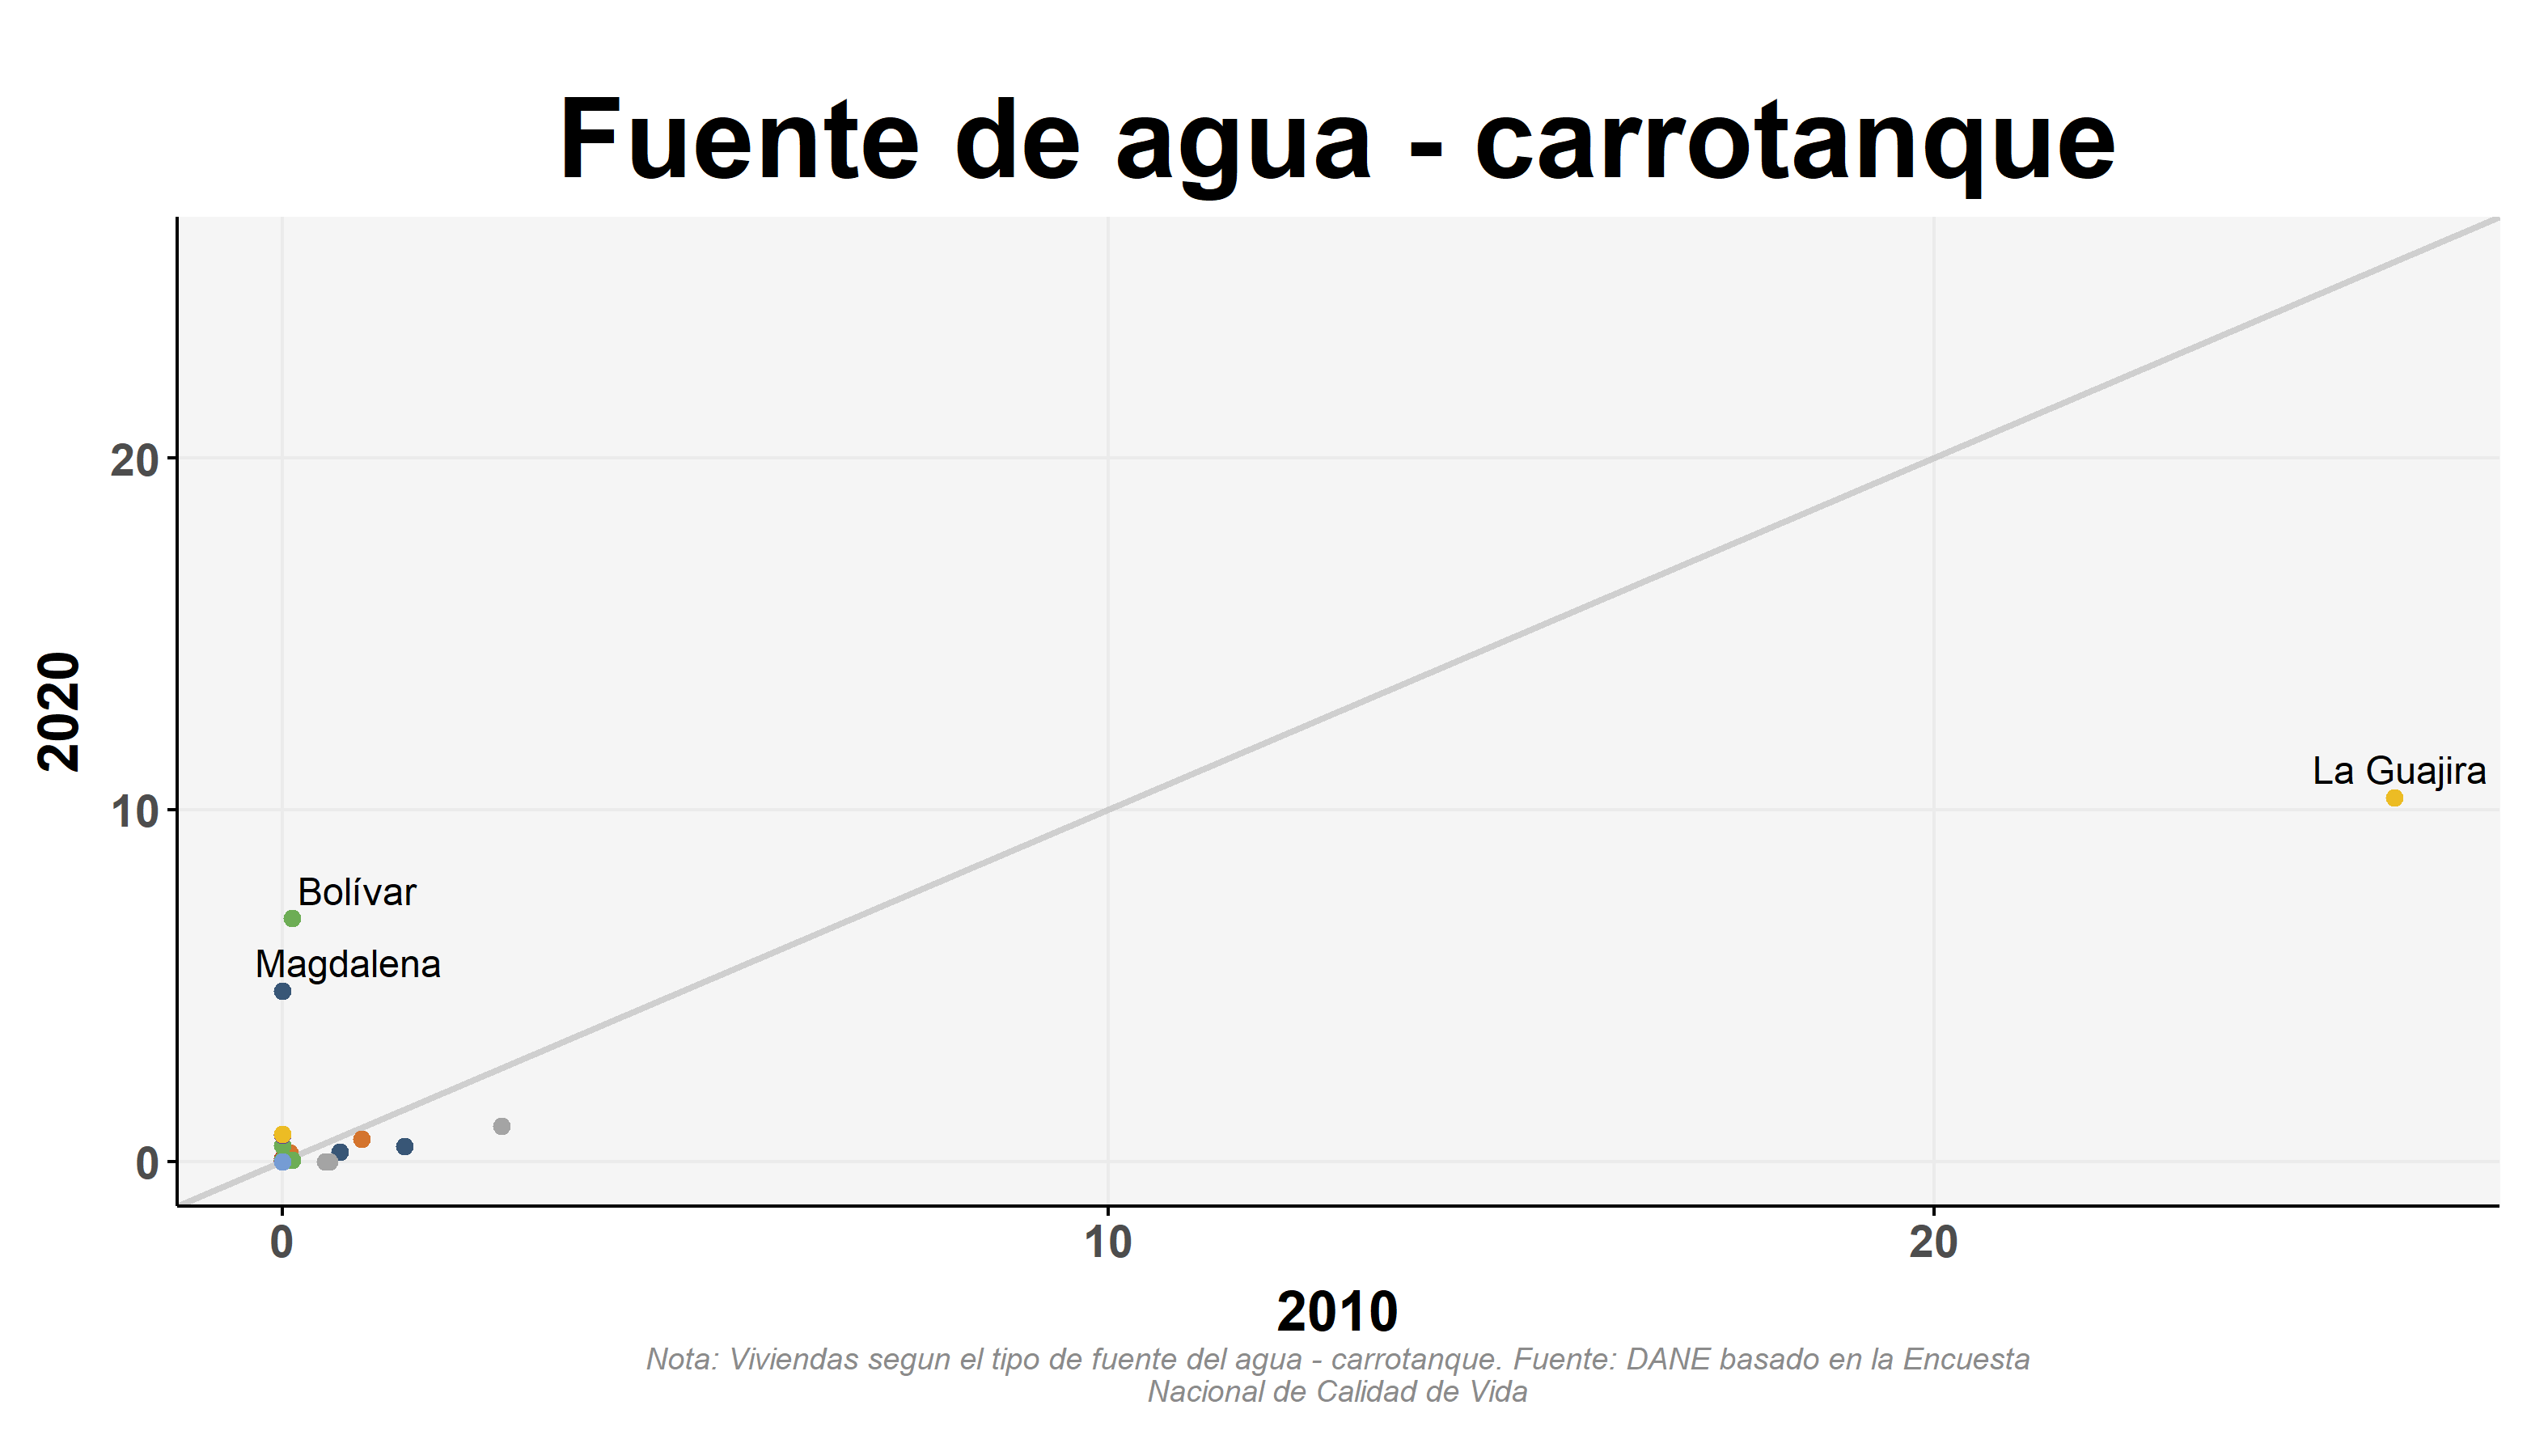 Fuente de agua - carrotanque
2020
20
10
0
La Guajira
Bolívar
Magdalena
0
10
20
2010
Nota: Viviendas segun el tipo de fuente del agua - carrotanque. Fuente: DANE basado en la Encuesta
Nacional de Calidad de Vida